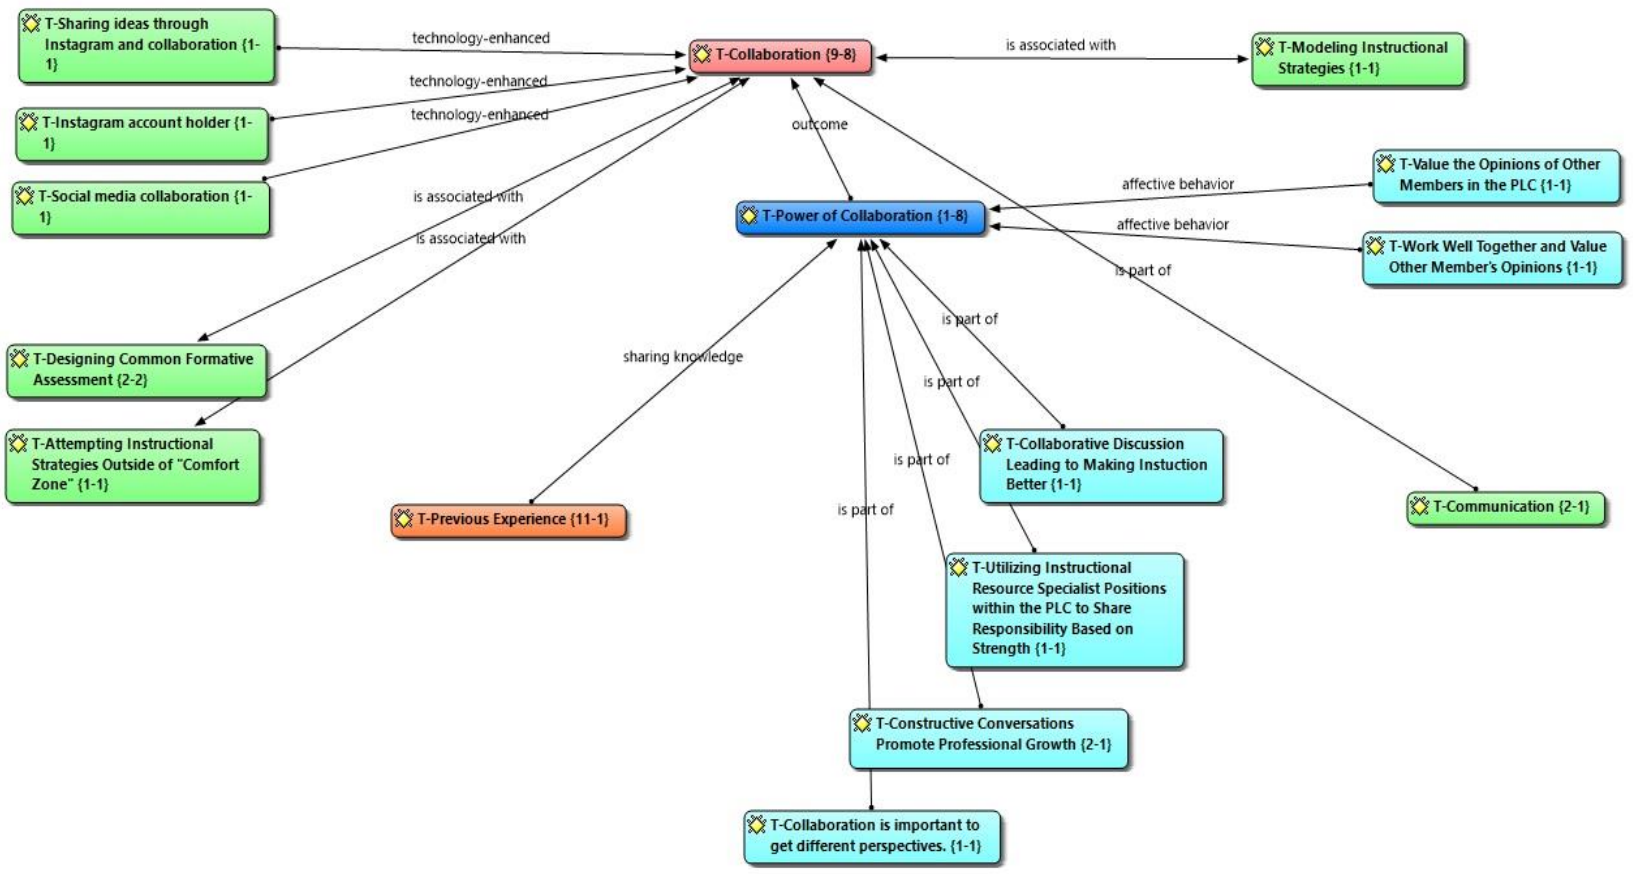 T-Sharing ideas through
Instagram and collaboration {1-
1}
technology-enhanced
T-Collaboration {9-8}
is associated with
T-Modeling Instructional
Strategies {1-1}
technology-enhanced
T-Instagram account holder {1-
1}
technology-enhanced
outcome
T-Social media collaboration {1-
1}
is associated with
T-Value the Opinions of Other
Members in the PLC {1-1}
affective behavior
T-Power of Collaboration {1-8}
affective behavior
T-Work Well Together and Value
Other Member's Opinions {1-1}
is associated with
is part of
is part of
sharing knowledge
T-Designing Common Formative
Assessment {2-2}
is part of
T-Attempting Instructional
Strategies Outside of "Comfort
Zone" {1-1}
is part of
T-Collaborative Discussion
Leading to Making Instuction
Better {1-1}
T-Previous Experience {11-1}
is part of
T-Communication {2-1}
T-Utilizing Instructional
Resource Specialist Positions
within the PLC to Share
Responsibility Based on
Strength {1-1}
T-Constructive Conversations
Promote Professional Growth {2-1}
T-Collaboration is important to
get different perspectives. {1-1}